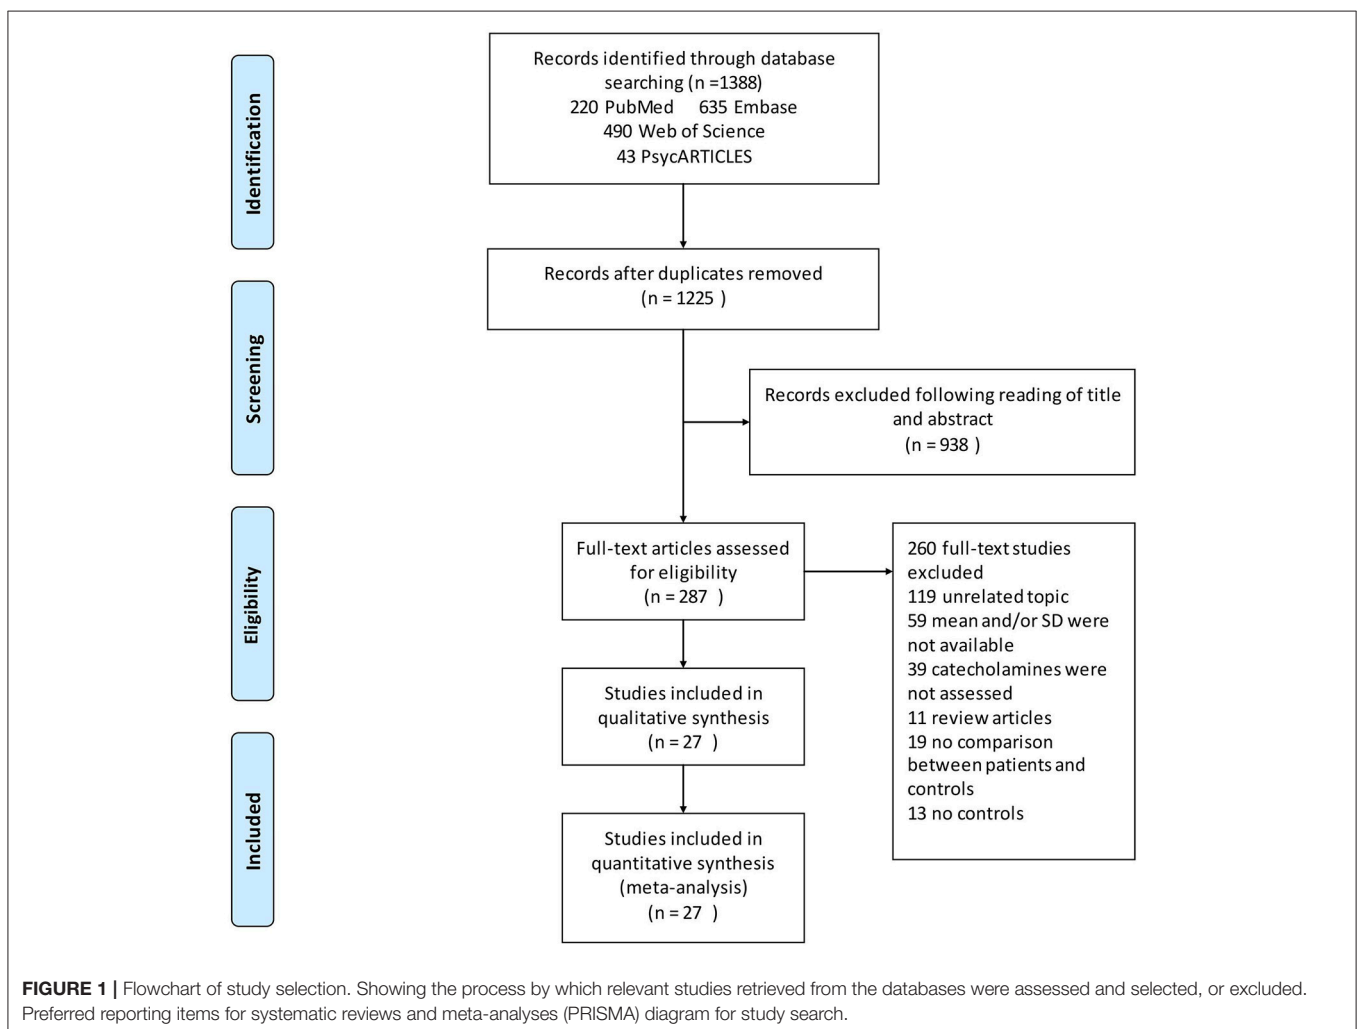 Identification
Records identified through database
searching (n =1388)
220 PubMed 635 Embase
490 Web of Science
43 PsycARTICLES
Screening
Records after duplicates removed
(n = 1225 )
Records excluded following reading of title
and abstract
(n = 938 )
Eligibility
Full-text articles assessed
for eligibility
(n = 287 )
260 full-text studies
excluded
119 unrelated topic
59 mean and/or SD were
not available
39 catecholamines were
not assessed
11 review articles
19 no comparison
between patients and
controls
13 no controls
Studies included in
qualitative synthesis
(n = 27 )
Included
Studies included in
quantitative synthesis
(meta-analysis)
(n = 27 )
FIGURE 1 | Flowchart of study selection. Showing the process by which relevant studies retrieved from the databases were assessed and selected, or excluded.
Preferred reporting items for systematic reviews and meta-analyses (PRISMA) diagram for study search.